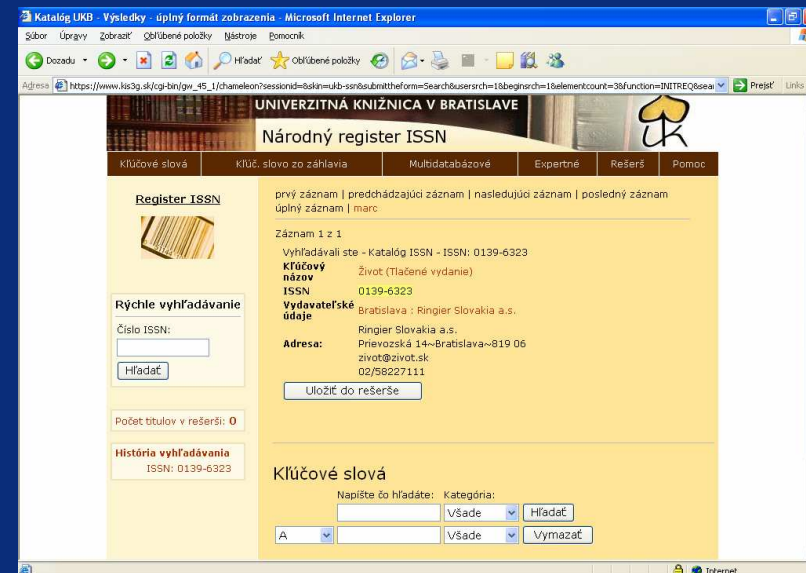 Katalóg UKB - Výsledky - úplný formát zobrazenia - Microsoft Internet Explorer
Súbor Úpravy Zobraziť Obľúbené položky Nástroje Pomocník
Dozadu Hľadať Obľúbené položky
Adresa https://www.kis3g.sk/cgi-bin/gw_45_1/chameleon?sessionid=&skin=ukb-ssn&submittheform=Search&usersrch=1&beginsrch=1&elementcount=3&function=INITREQ&sear Prejsť Links
UNIVERZITNÁ KNIŽNICA V BRATISLAVE
Národný register ISSN
Kľúčové slová Kľúč. slovo zo záhlavia Multidatabázové Expertné Rešerš Pomoc
Register ISSN
Rýchle vyhľadávanie
Číslo ISSN:
Hľadať
Počet titulov v rešerši: 0
História vyhľadávania
ISSN: 0139-6323
prvý záznam | predchádzajúci záznam | nasledujúci záznam | posledný záznam
úplný záznam | marc
Záznam 1 z 1
Vyhľadávali ste - Katalóg ISSN - ISSN: 0139-6323
Kľúčový názov Život (Tlačené vydanie)
ISSN 0139-6323
Vydavateľské údaje Bratislava : Ringier Slovakia a.s.
Ringier Slovakia a.s.
Adresa: Prievozská 14~Bratislava~819 06
zivot@zivot.sk
02/58227111
Uložiť do rešerše
Kľúčové slová
Napíšte čo hľadáte: Kategória:
Všade Hľadať
A Všade Vymazať
Internet